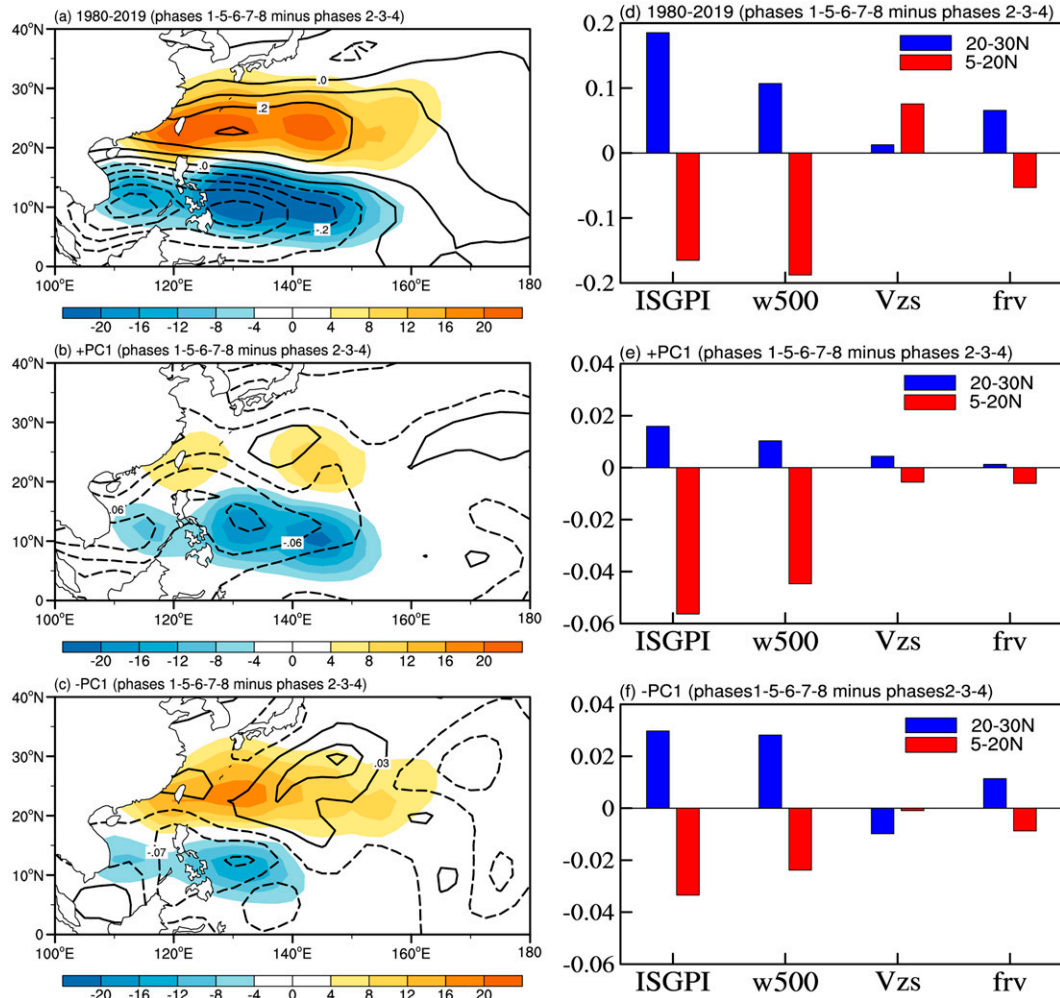 (a) 1980-2019 (phases 1-5-6-7-8 minus phases 2-3-4)
40°N
30°N
20°N
10°N
0
.0
.2
.0
-.2
100°E
120°E
140°E
160°E
180
-20 -16 -12 -8 -4 0 4 8 12 16 20
(b) +PC1 (phases 1-5-6-7-8 minus phases 2-3-4)
40°N
30°N
20°N
10°N
0
.06
-.06
100°E
120°E
140°E
160°E
180
-20 -16 -12 -8 -4 0 4 8 12 16 20
(c) -PC1 (phases 1-5-6-7-8 minus phases 2-3-4)
40°N
30°N
20°N
10°N
0
.03
-.07
100°E
120°E
140°E
160°E
180
-20 -16 -12 -8 -4 0 4 8 12 16 20
(d) 1980-2019 (phases 1-5-6-7-8 minus phases 2-3-4)
0.2
0.1
0
-0.1
-0.2
20-30N
5-20N
ISGPI w500 Vzs frv
(e) +PC1 (phases 1-5-6-7-8 minus phases 2-3-4)
0.04
0.02
0
-0.02
-0.04
-0.06
20-30N
5-20N
ISGPI w500 Vzs frv
(f) -PC1 (phases1-5-6-7-8 minus phases2-3-4)
0.04
0.02
0
-0.02
-0.04
-0.06
20-30N
5-20N
ISGPI w500 Vzs frv